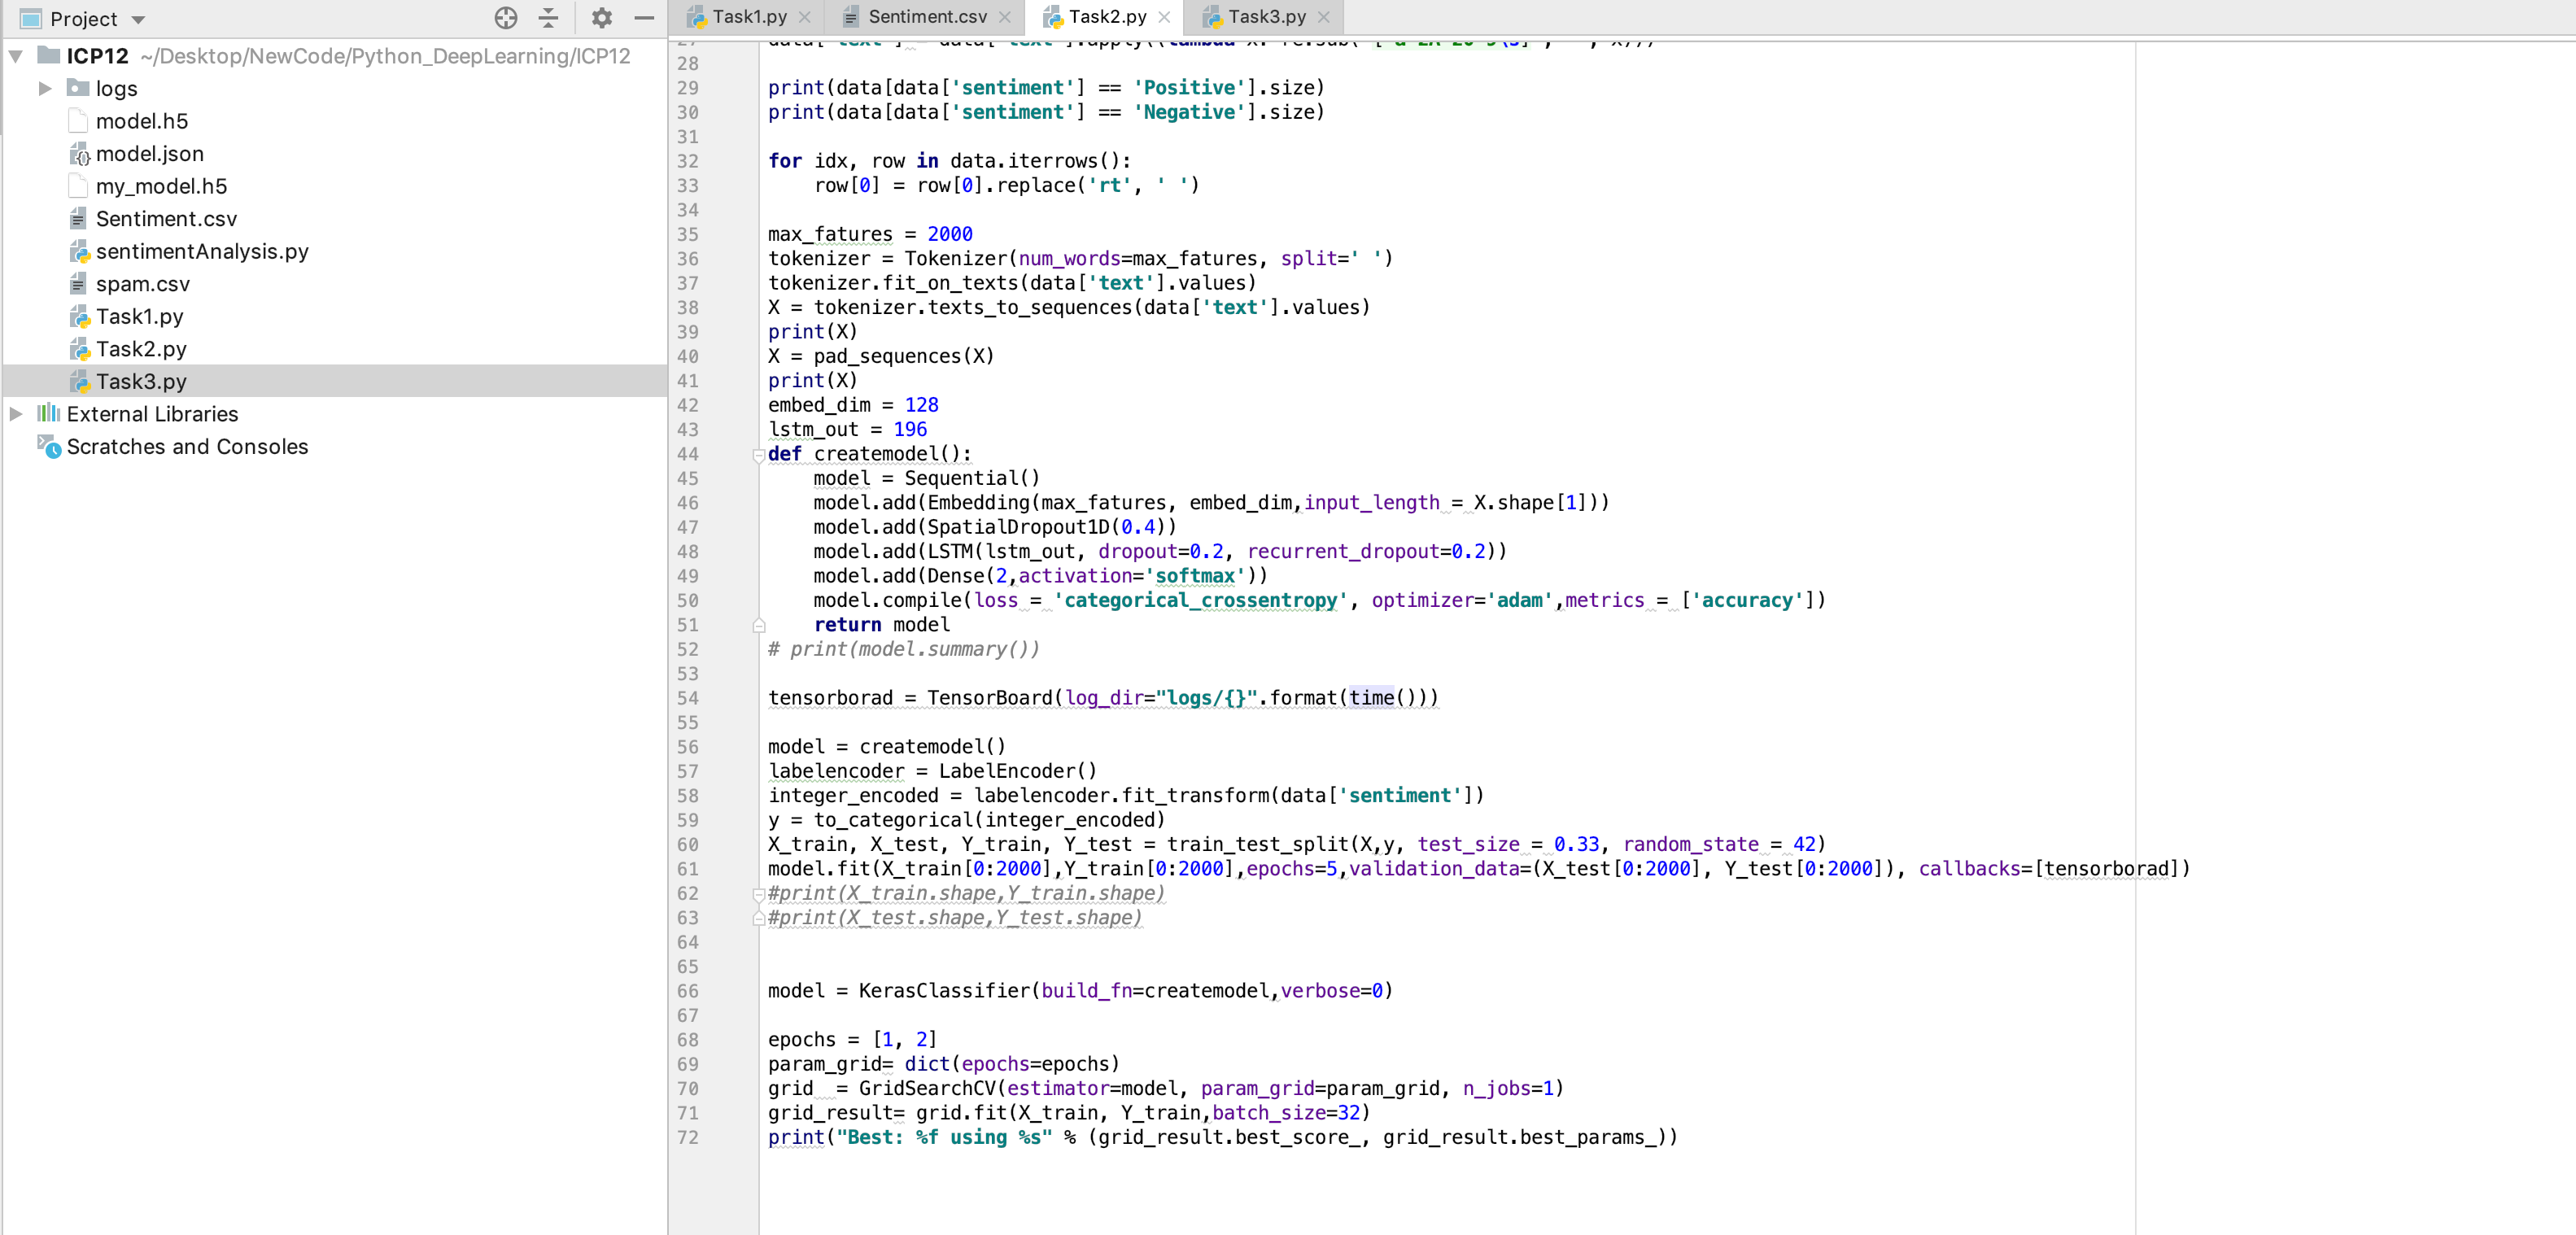 Project
ICP12 ~/Desktop/NewCode/Python_DeepLearning/ICP12
logs
model.h5
model.json
my_model.h5
Sentiment.csv
sentimentAnalysis.py
spam.csv
Task1.py
Task2.py
Task3.py
External Libraries
Scratches and Consoles
Task1.py
Sentiment.csv
Task2.py
Task3.py
28
29 print(data[data['sentiment'] == 'Positive'].size)
30 print(data[data['sentiment'] == 'Negative'].size)
31
32 for idx, row in data.iterrows():
33     row[0] = row[0].replace('rt', ' ')
34
35 max_fatures = 2000
36 tokenizer = Tokenizer(num_words=max_fatures, split=' ')
37 tokenizer.fit_on_texts(data['text'].values)
38 X = tokenizer.texts_to_sequences(data['text'].values)
39 print(X)
40 X = pad_sequences(X)
41 print(X)
42 embed_dim = 128
43 lstm_out = 196
44 def createmodel():
45     model = Sequential()
46     model.add(Embedding(max_fatures, embed_dim,input_length = X.shape[1]))
47     model.add(SpatialDropout1D(0.4))
48     model.add(LSTM(lstm_out, dropout=0.2, recurrent_dropout=0.2))
49     model.add(Dense(2,activation='softmax'))
50     model.compile(loss = 'categorical_crossentropy', optimizer='adam',metrics = ['accuracy'])
51     return model
52 # print(model.summary())
53
54 tensorborad = TensorBoard(log_dir="logs/{}".format(time()))
55
56 model = createmodel()
57 labelencoder = LabelEncoder()
58 integer_encoded = labelencoder.fit_transform(data['sentiment'])
59 y = to_categorical(integer_encoded)
60 X_train, X_test, Y_train, Y_test = train_test_split(X,y, test_size = 0.33, random_state = 42)
61 model.fit(X_train[0:2000],Y_train[0:2000],epochs=5,validation_data=(X_test[0:2000], Y_test[0:2000]), callbacks=[tensorborad])
62 #print(X_train.shape,Y_train.shape)
63 #print(X_test.shape,Y_test.shape)
64
65
66 model = KerasClassifier(build_fn=createmodel,verbose=0)
67
68 epochs = [1, 2]
69 param_grid= dict(epochs=epochs)
70 grid  = GridSearchCV(estimator=model, param_grid=param_grid, n_jobs=1)
71 grid_result= grid.fit(X_train, Y_train,batch_size=32)
72 print("Best: %f using %s" % (grid_result.best_score_, grid_result.best_params_))